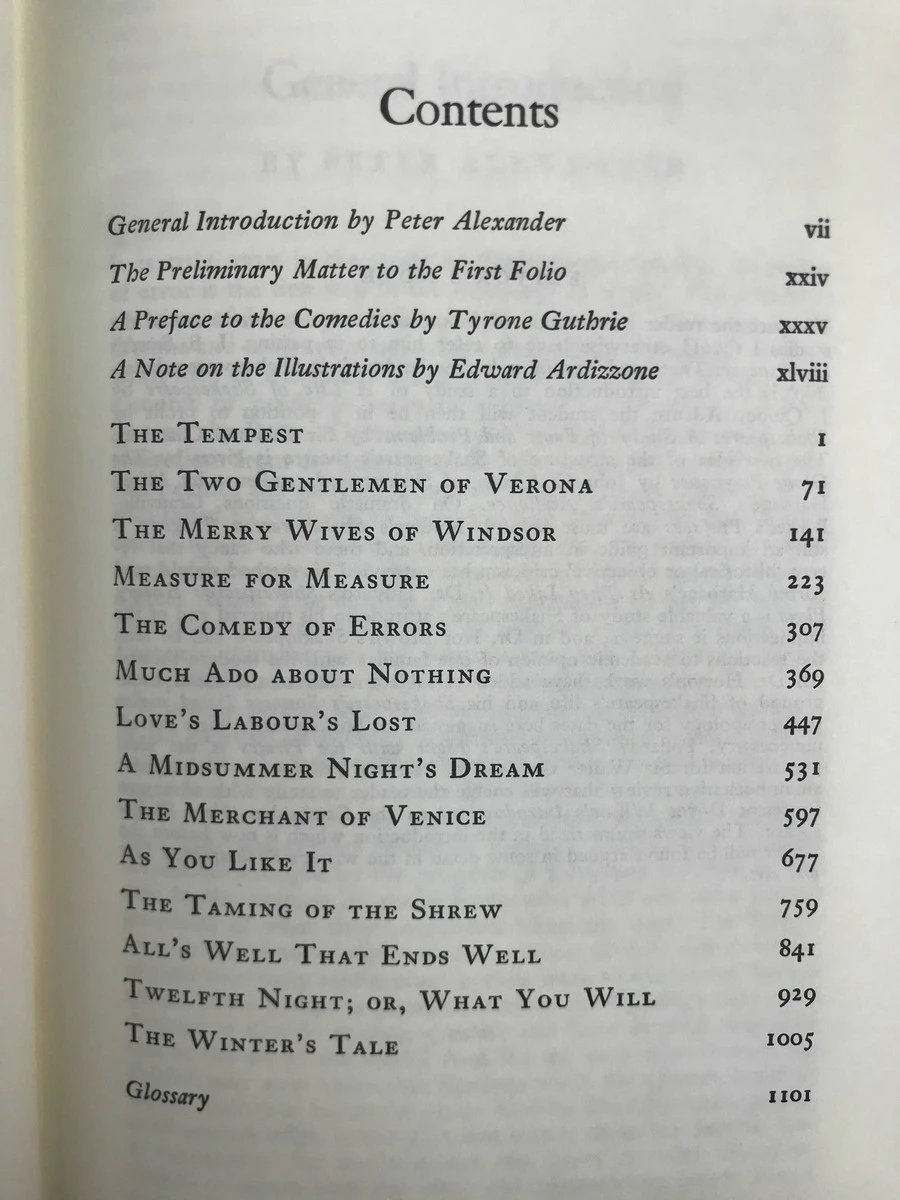 Contents
General Introduction by Peter Alexander vii
The Preliminary Matter to the First Folio xxiv
A Preface to the Comedies by Tyrone Guthrie xxxv
A Note on the Illustrations by Edward Ardizzone xlviii
The Tempest 1
The Two Gentlemen of Verona 71
The Merry Wives of Windsor 141
Measure for Measure 223
The Comedy of Errors 307
Much Ado about Nothing 369
Love's Labour's Lost 447
A Midsummer Night's Dream 531
The Merchant of Venice 597
As You Like It 677
The Taming of the Shrew 759
All's Well That Ends Well 841
Twelfth Night; or, What You Will 929
The Winter's Tale 1005
Glossary 1101